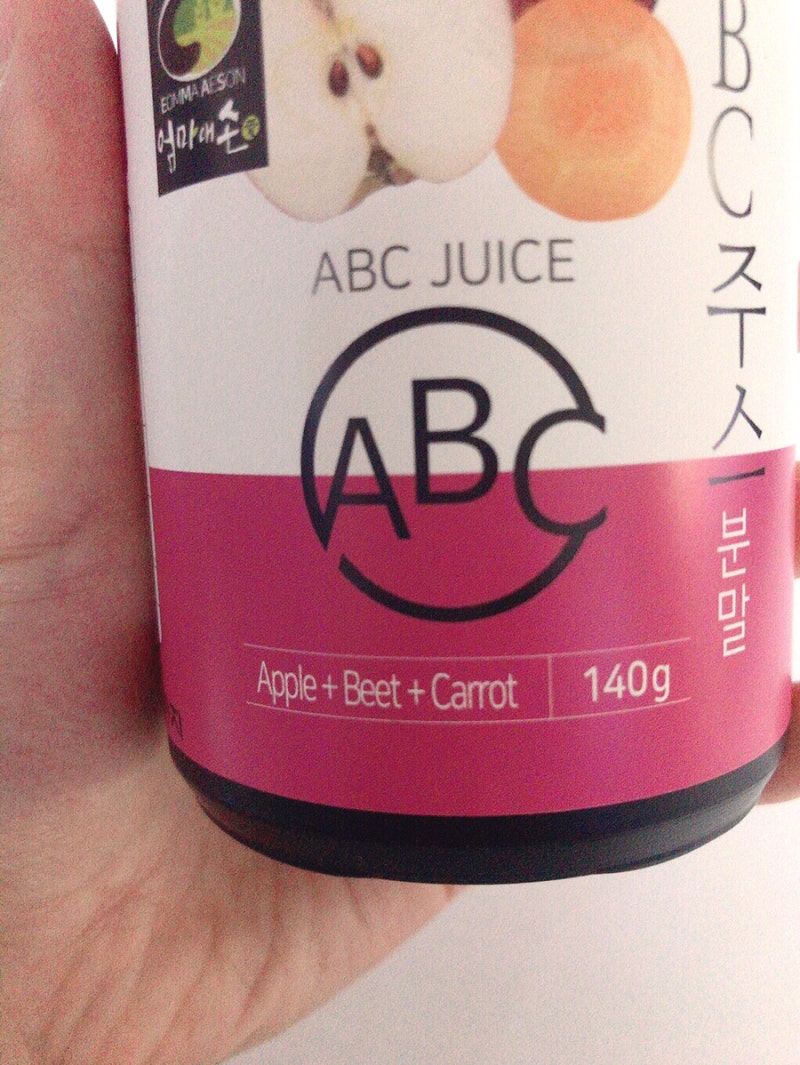 EOMMA AESON
엄마애손
ABC JUICE
ABC
Apple + Beet + Carrot
140g
BC주스분말